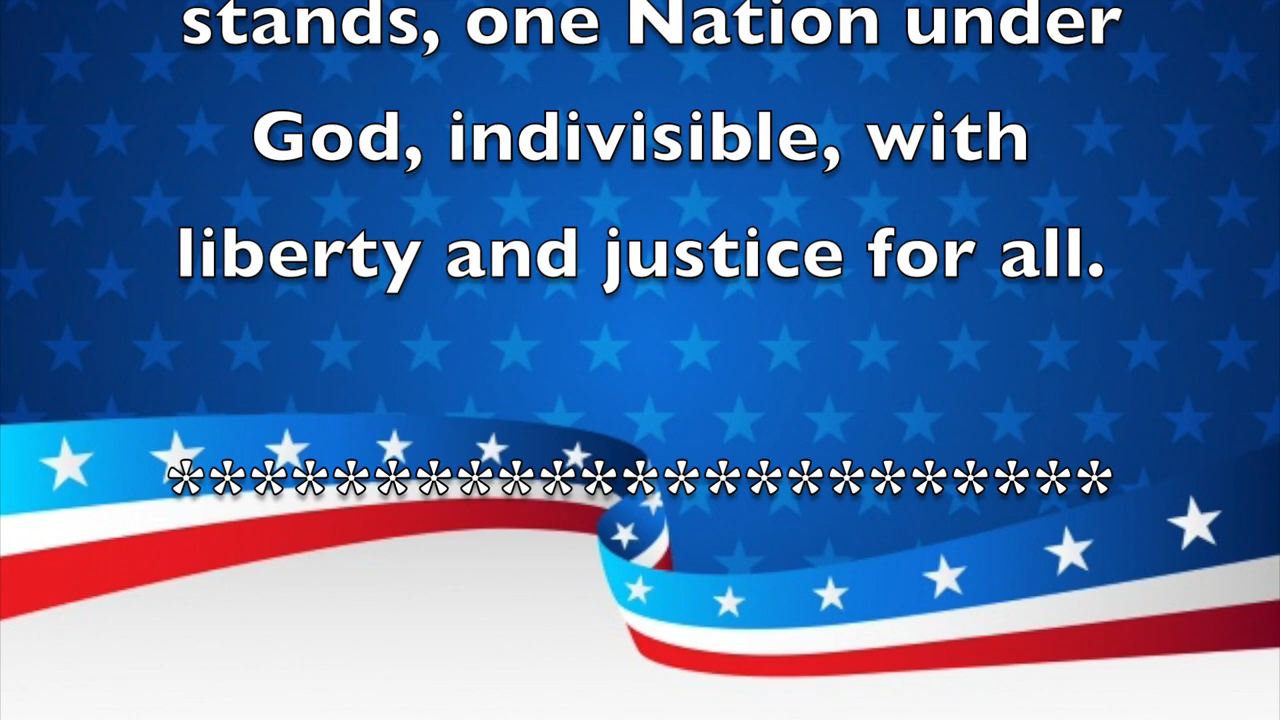 stands, one Nation under
God, indivisible, with
liberty and justice for all.
***********************